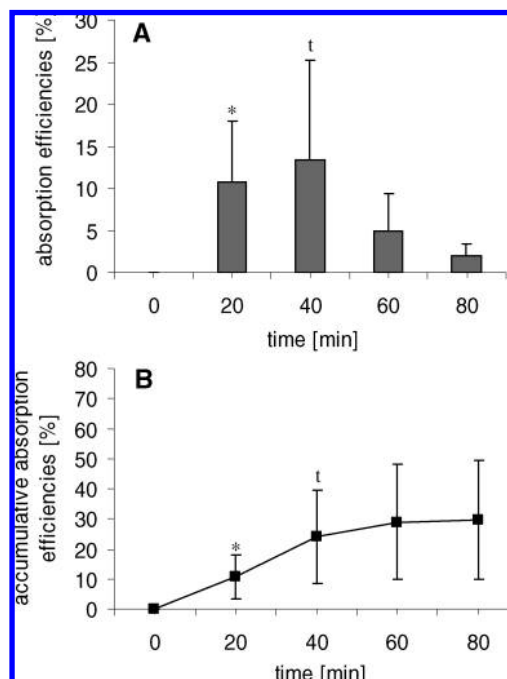 A
absorption efficiencies [%]
30
25
20
15
10
5
0
*
t
0 20 40 60 80
time [min]
B
accumulative absorption
efficiencies [%]
80
70
60
50
40
30
20
10
0
*
t
0 20 40 60 80
time [min]